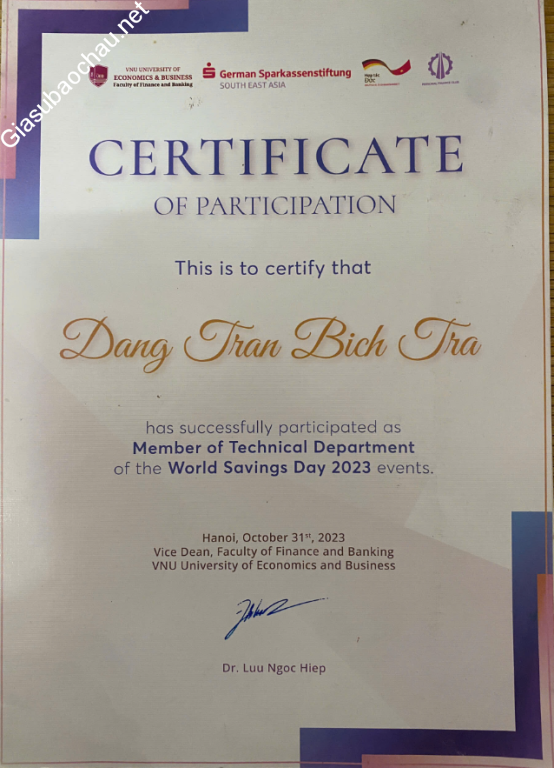 Giasubaochau.net
VNU UNIVERSITY OF
ECONOMICS & BUSINESS
Faculty of Finance and Banking
German Sparkassenstiftung
SOUTH EAST ASIA
CERTIFICATE
OF PARTICIPATION
This is to certify that
Dang Tran Bich Tra
has successfully participated as
Member of Technical Department
of the World Savings Day 2023 events.
Hanoi, October 31st, 2023
Vice Dean, Faculty of Finance and Banking
VNU University of Economics and Business
Dr. Luu Ngoc Hiep